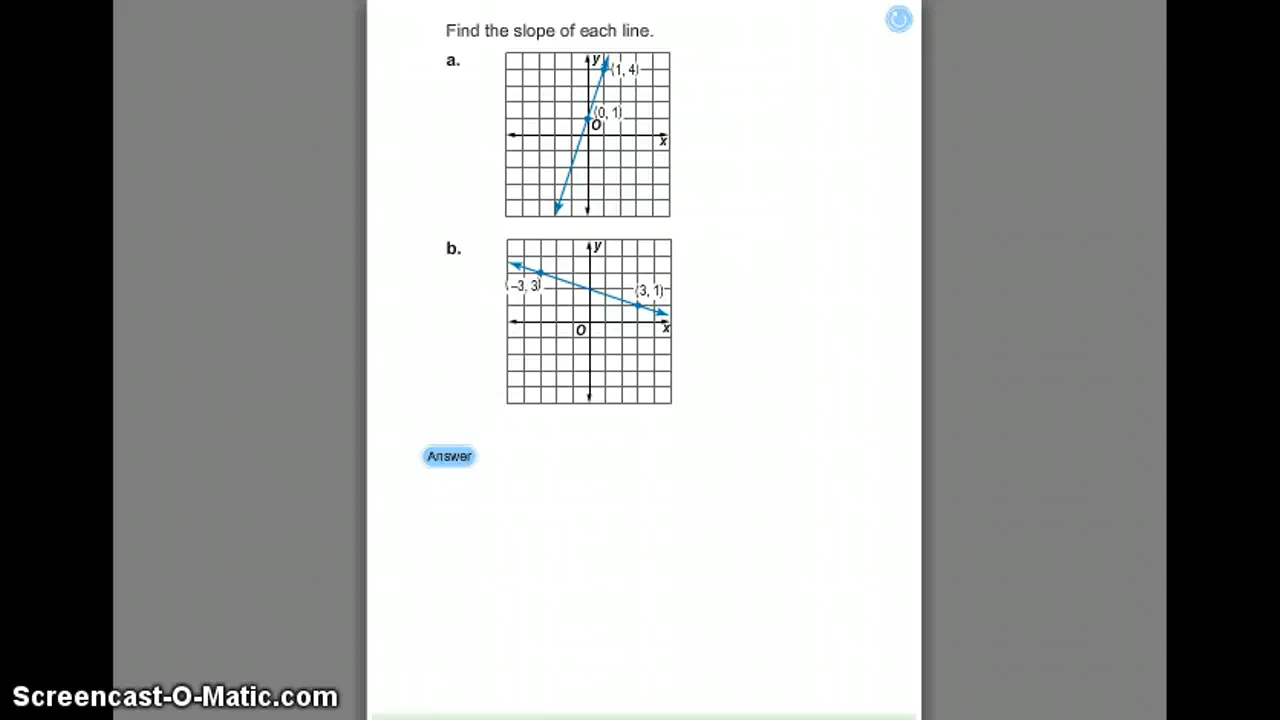 Find the slope of each line.
a.
y
(1, 4)
(0, 1)
O
x
b.
y
(−3, 3)
(3, 1)
O
x
Answer
Screencast-O-Matic.com